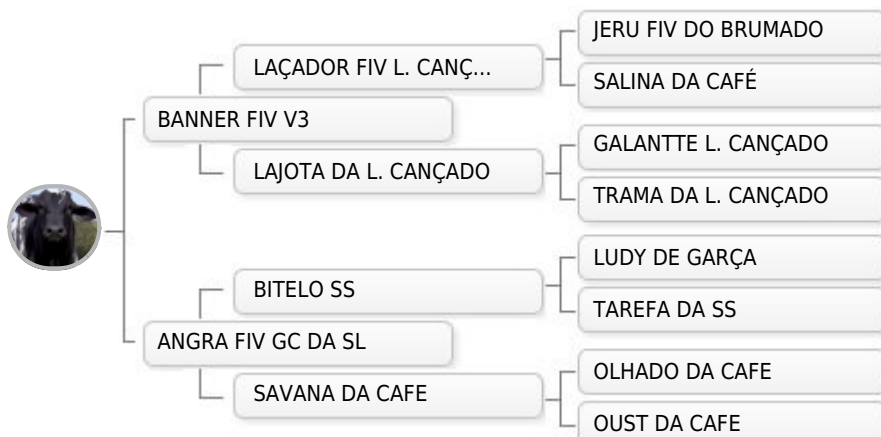 JERU FIV DO BRUMADO
LAÇADOR FIV L. CANÇ...
SALINA DA CAFÉ
BANNER FIV V3
GALANTTE L. CANÇADO
LAJOTA DA L. CANÇADO
TRAMA DA L. CANÇADO
LUDY DE GARÇA
BITELO SS
TAREFA DA SS
ANGRA FIV GC DA SL
OLHADO DA CAFE
SAVANA DA CAFE
OUST DA CAFE